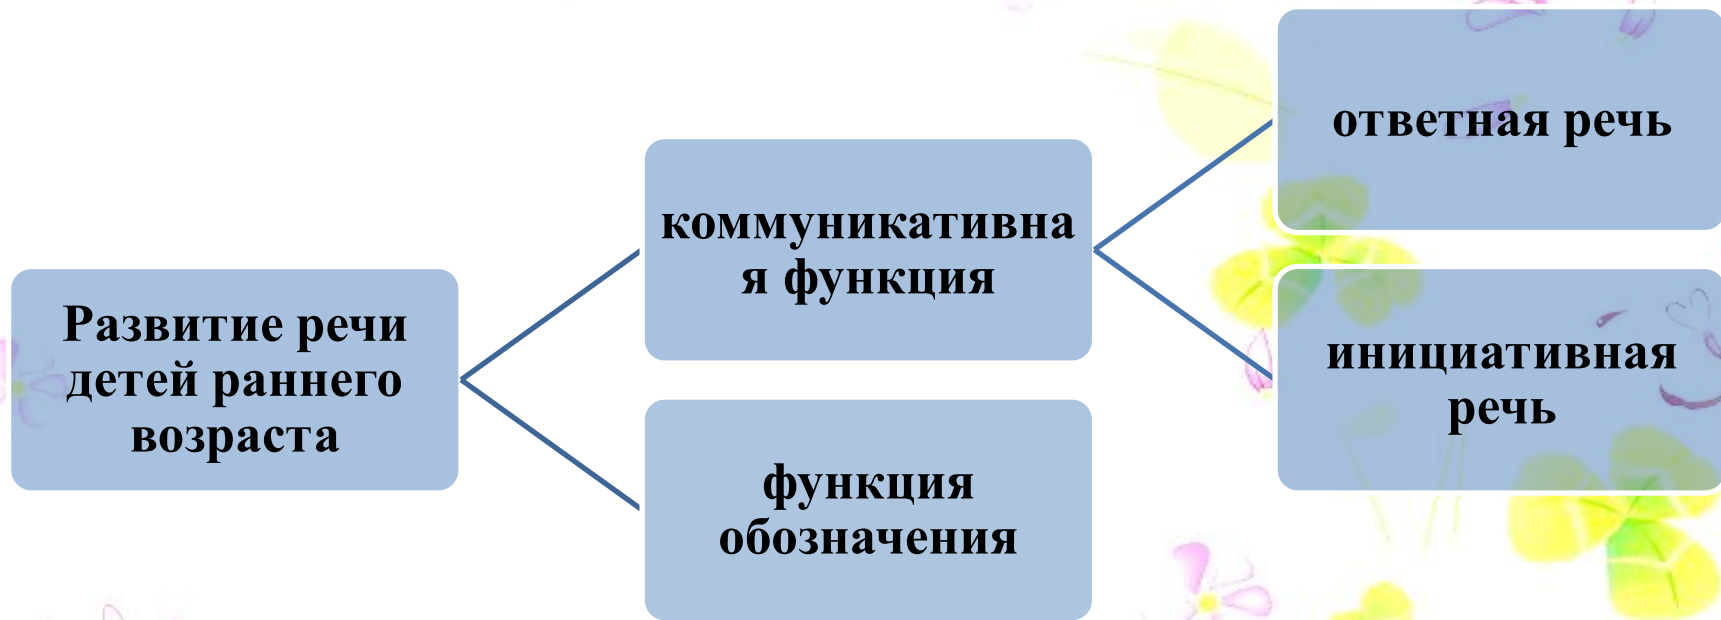 Развитие речи
детей раннего
возраста
коммуникативна
я функция
функция
обозначения
ответная речь
инициативная
речь